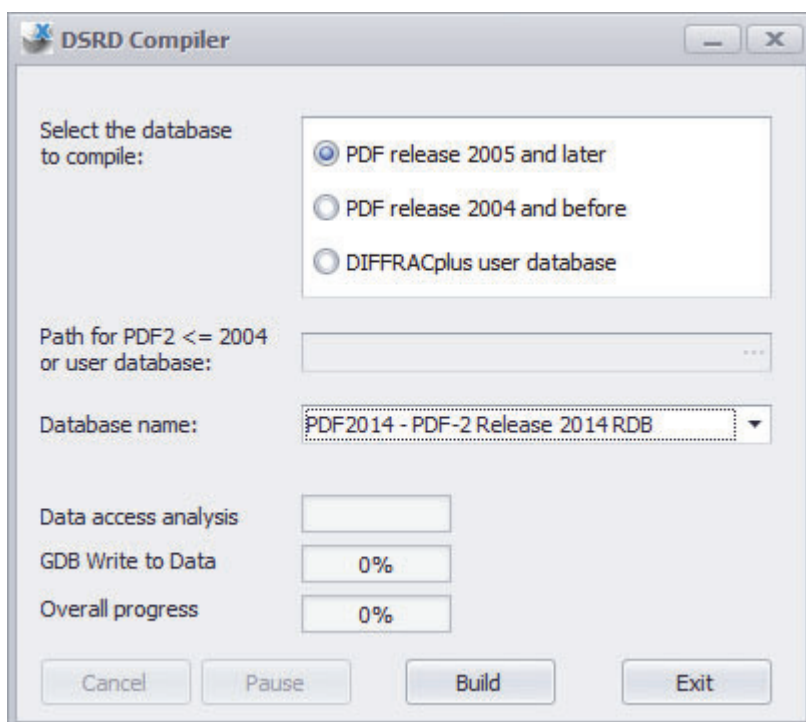 DSRD Compiler
Select the database
to compile:
PDF release 2005 and later
PDF release 2004 and before
DIFFRACplus user database
Path for PDF2 <= 2004
or user database:
...
Database name:
PDF2014 - PDF-2 Release 2014 RDB
Data access analysis
GDB Write to Data
0%
Overall progress
0%
Cancel
Pause
Build
Exit